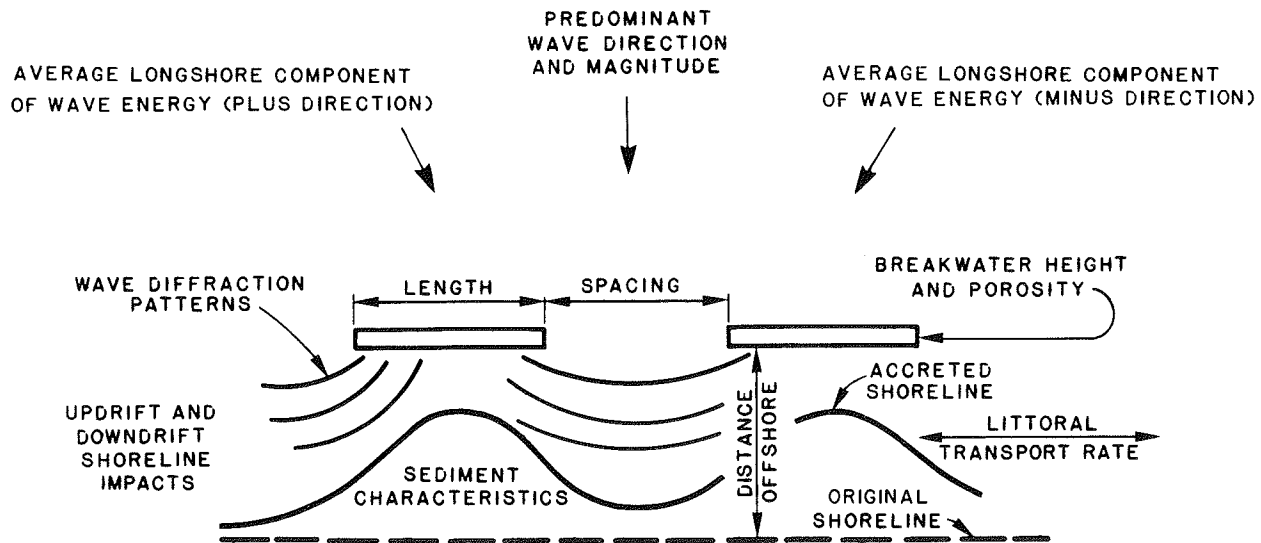 PREDOMINANT
WAVE DIRECTION
AND MAGNITUDE
AVERAGE LONGSHORE COMPONENT
OF WAVE ENERGY (PLUS DIRECTION)
AVERAGE LONGSHORE COMPONENT
OF WAVE ENERGY (MINUS DIRECTION)
WAVE DIFFRACTION
PATTERNS
LENGTH
SPACING
BREAKWATER HEIGHT
AND POROSITY
ACCRETED
SHORELINE
UPDRIFT AND
DOWNDRIFT
SHORELINE
IMPACTS
SEDIMENT
CHARACTERISTICS
DISTANCE
OFFSHORE
LITTORAL
TRANSPORT RATE
ORIGINAL
SHORELINE